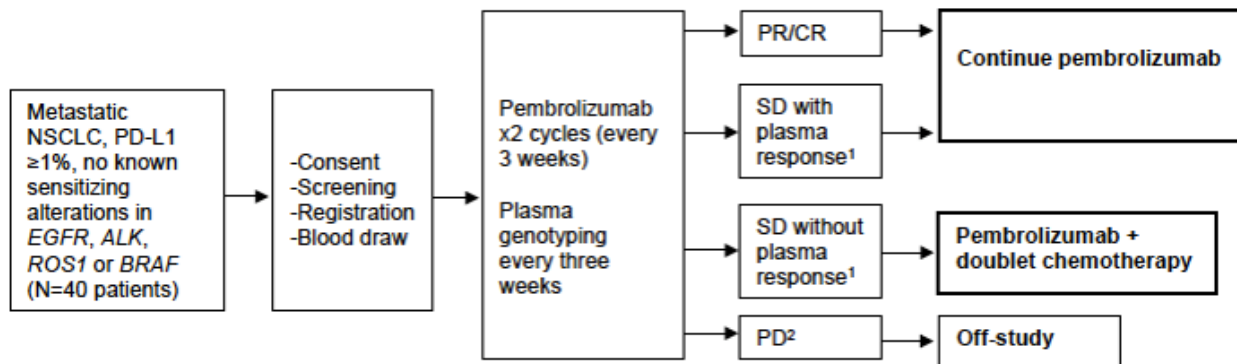 Metastatic
NSCLC, PD-L1
≥1%, no known
sensitizing
alterations in
EGFR, ALK,
ROS1 or BRAF
(N=40 patients)
-Consent
-Screening
-Registration
-Blood draw
Pembrolizumab
x2 cycles (every
3 weeks)
Plasma
genotyping
every three
weeks
PR/CR
SD with
plasma
response¹
SD without
plasma
response¹
PD²
Continue pembrolizumab
Pembrolizumab +
doublet chemotherapy
Off-study